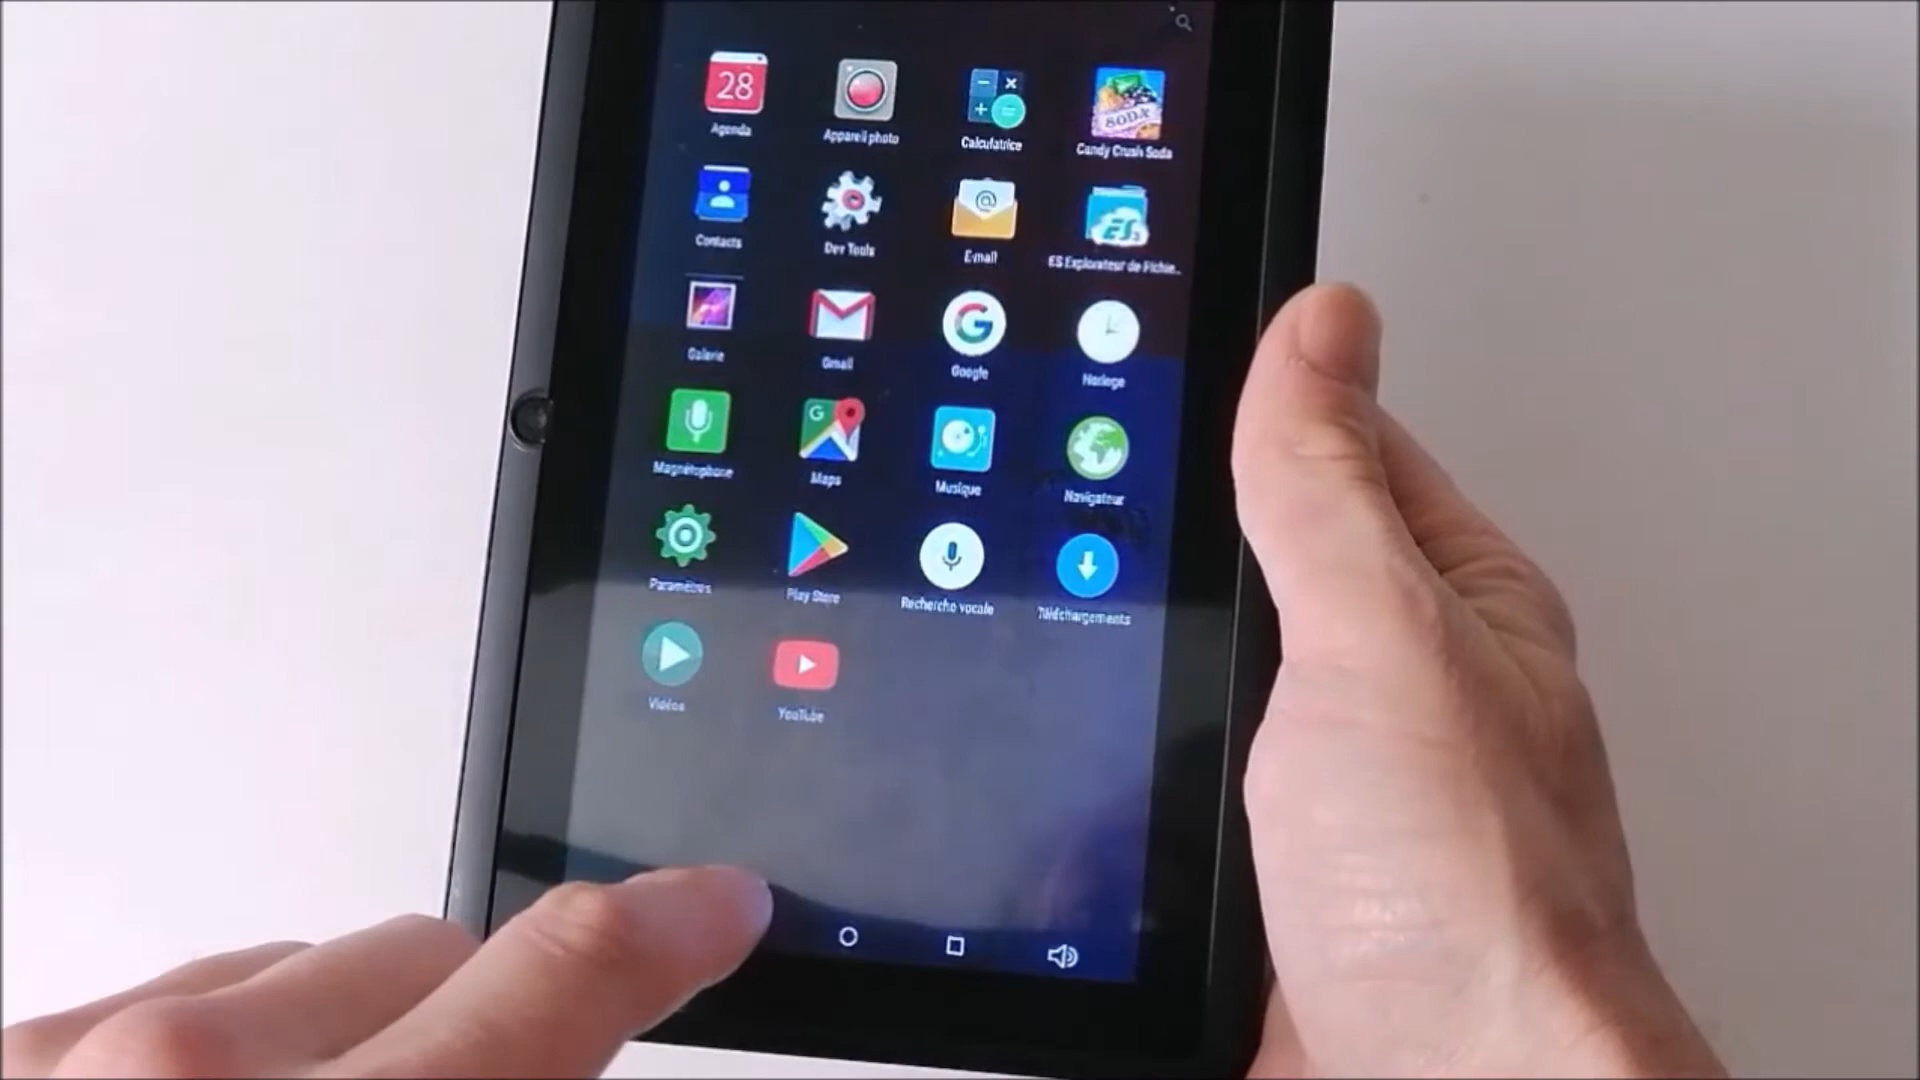 28
Agenda
Appareil photo
Calculatrice
SODA
Candy Crush Soda
Contacts
Dev Tools
@
E-mail
ES
ES Explorateur de Fichie..
Galerie
Gmail
G
Google
Horloge
Magnétophone
G
Maps
Musique
Navigateur
Paramètres
Play Store
Recherche vocale
Téléchargements
Vidéos
YouTube